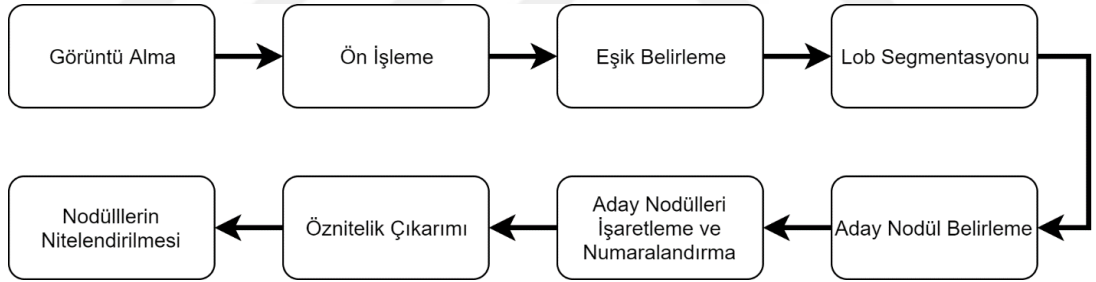 Görüntü Alma
Ön İşleme
Eşik Belirleme
Lob Segmentasyonu
Aday Nodül Belirleme
Aday Nodülleri
İşaretleme ve
Numaralandırma
Öznitelik Çıkarımı
Nodülllerin
Nitelendirilmesi